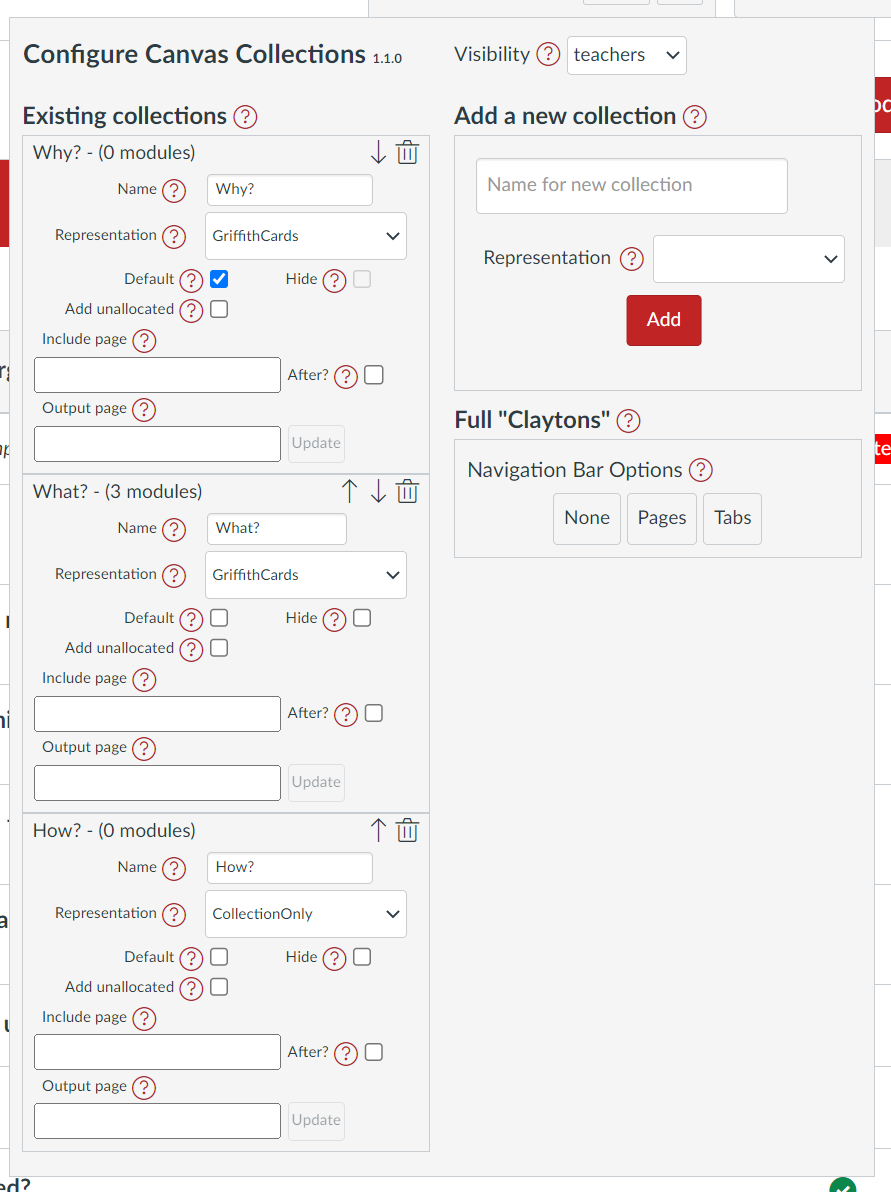 Configure Canvas Collections 1.1.0
Visibility ? teachers
Existing collections ?
Why? - (0 modules)
Name ? Why?
Representation ? GriffithCards
Default ? Hide ?
Add unallocated ?
Include page ?
After? ?
Output page ?
Update
What? - (3 modules)
Name ? What?
Representation ? GriffithCards
Default ? Hide ?
Add unallocated ?
Include page ?
After? ?
Output page ?
Update
How? - (0 modules)
Name ? How?
Representation ? CollectionOnly
Default ? Hide ?
Add unallocated ?
Include page ?
After? ?
Output page ?
Update
Add a new collection ?
Name for new collection
Representation ?
Add
Full "Claytons" ?
Navigation Bar Options ?
None Pages Tabs